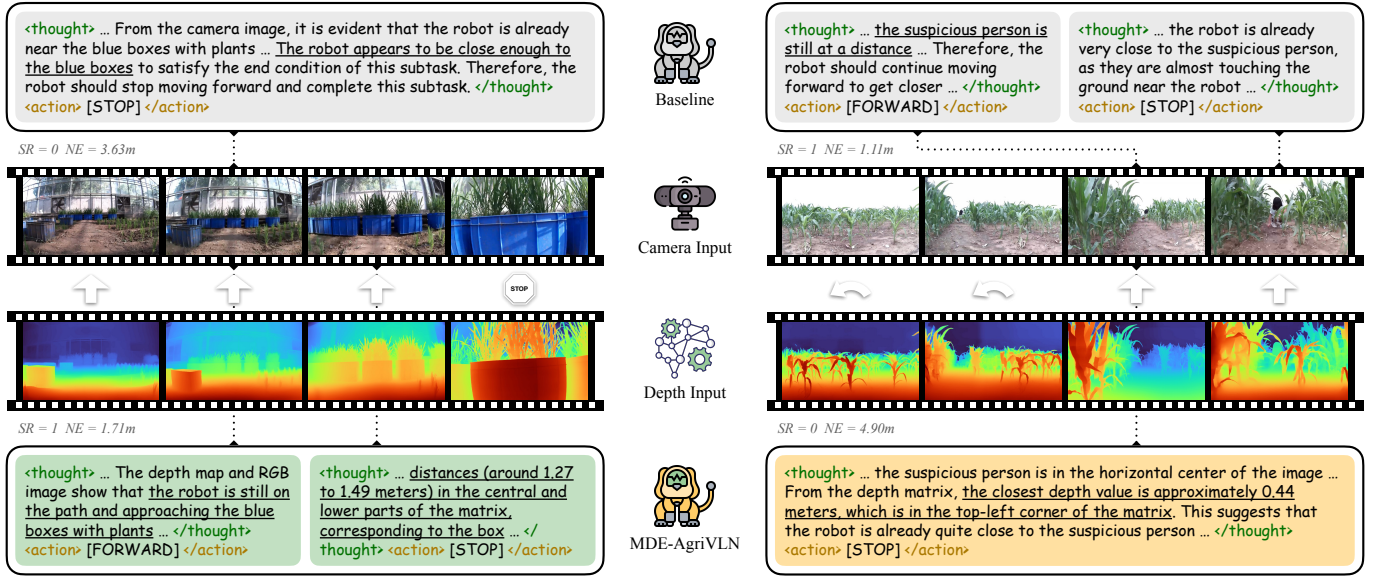 <thought> ... From the camera image, it is evident that the robot is already
near the blue boxes with plants ... The robot appears to be close enough to
the blue boxes to satisfy the end condition of this subtask. Therefore, the
robot should stop moving forward and complete this subtask. </thought>
<action> [STOP] </action>
SR = 0 NE = 3.63m
Baseline
<thought> ... the suspicious person is
still at a distance ... Therefore, the
robot should continue moving
forward to get closer ... </thought>
<action> [FORWARD] </action>
<thought> ... the robot is already
very close to the suspicious person,
as they are almost touching the
ground near the robot ... </thought>
<action> [STOP] </action>
SR = 1 NE = 1.11m
Camera Input
STOP
Depth Input
SR = 1 NE = 1.71m
<thought> ... The depth map and RGB
image show that the robot is still on
the path and approaching the blue
boxes with plants ... </thought>
<action> [FORWARD] </action>
<thought> ... distances (around 1.27
to 1.49 meters) in the central and
lower parts of the matrix,
corresponding to the box ... </
thought> <action> [STOP] </action>
MDE-AgriVLN
SR = 0 NE = 4.90m
<thought> ... the suspicious person is in the horizontal center of the image ...
From the depth matrix, the closest depth value is approximately 0.44
meters, which is in the top-left corner of the matrix. This suggests that
the robot is already quite close to the suspicious person ... </thought>
<action> [STOP] </action>